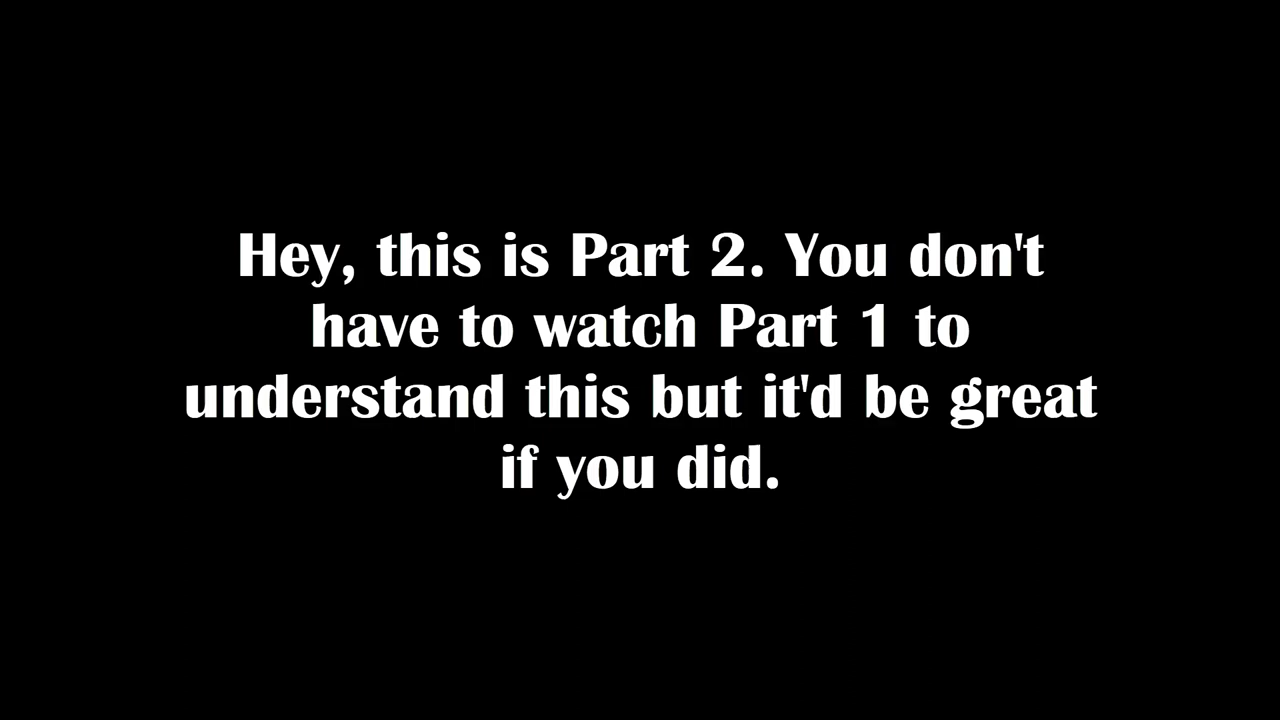 Hey, this is Part 2. You don't
have to watch Part 1 to
understand this but it'd be great
if you did.